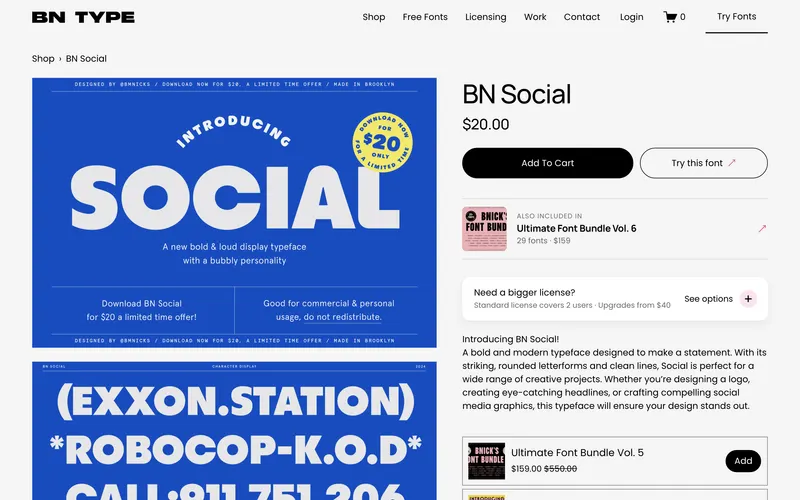 BN TYPE
Shop
Free Fonts
Licensing
Work
Contact
Login
0
Try Fonts
Shop › BN Social
DESIGNED BY @BMNICKS / DOWNLOAD NOW FOR $20, A LIMITED TIME OFFER / MADE IN BROOKLYN
INTRODUCING
DOWNLOAD NOW
FOR
$20
ONLY
FOR A LIMITED TIME
SOCIAL
A new bold & loud display typeface
with a bubbly personality
Download BN Social
for $20 a limited time offer!
Good for commercial & personal
usage, do not redistribute.
DESIGNED BY @BMNICKS / DOWNLOAD NOW FOR $20, A LIMITED TIME OFFER / MADE IN BROOKLYN
BN SOCIAL
CHARACTER DISPLAY
2024
(EXXON.STATION)
*ROBOCOP-K.O.D*
CALL:911.751.206
BN Social
$20.00
Add To Cart
Try this font
BNICK'S
FONT BUND
ALSO INCLUDED IN
Ultimate Font Bundle Vol. 6
29 fonts · $159
Need a bigger license?
Standard license covers 2 users · Upgrades from $40
See options
+
Introducing BN Social!
A bold and modern typeface designed to make a statement. With its
striking, rounded letterforms and clean lines, Social is perfect for a
wide range of creative projects. Whether you're designing a logo,
creating eye-catching headlines, or crafting compelling social
media graphics, this typeface will ensure your design stands out.
Ultimate Font Bundle Vol. 5
$159.00 $550.00
Add